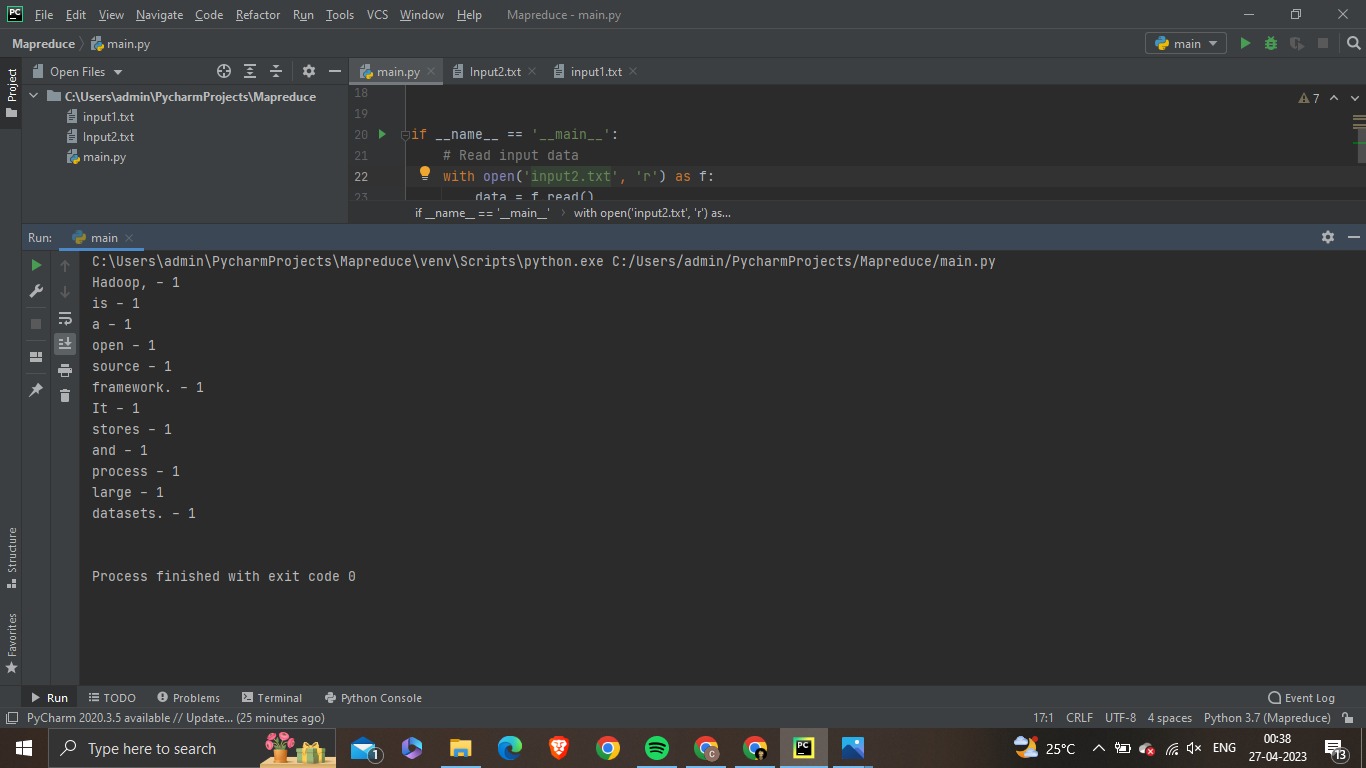 PC File Edit View Navigate Code Refactor Run Tools VCS Window Help Mapreduce - main.py
Mapreduce main.py main
Project
Open Files
main.py Input2.txt input1.txt
C:\Users\admin\PycharmProjects\Mapreduce
input1.txt
Input2.txt
main.py
18
19
20 if __name__ == '__main__':
21 # Read input data
22 with open('input2.txt', 'r') as f:
23 data = f.read()
7
if __name__ == '__main__' › with open('input2.txt', 'r') as...
Run: main
C:\Users\admin\PycharmProjects\Mapreduce\venv\Scripts\python.exe C:/Users/admin/PycharmProjects/Mapreduce/main.py
Hadoop, - 1
is - 1
a - 1
open - 1
source - 1
framework. - 1
It - 1
stores - 1
and - 1
process - 1
large - 1
datasets. - 1
Process finished with exit code 0
Structure
Favorites
Run TODO Problems Terminal Python Console Event Log
PyCharm 2020.3.5 available // Update... (25 minutes ago) 17:1 CRLF UTF-8 4 spaces Python 3.7 (Mapreduce)
Type here to search 1 C PC 25°C ENG 00:38
27-04-2023 13